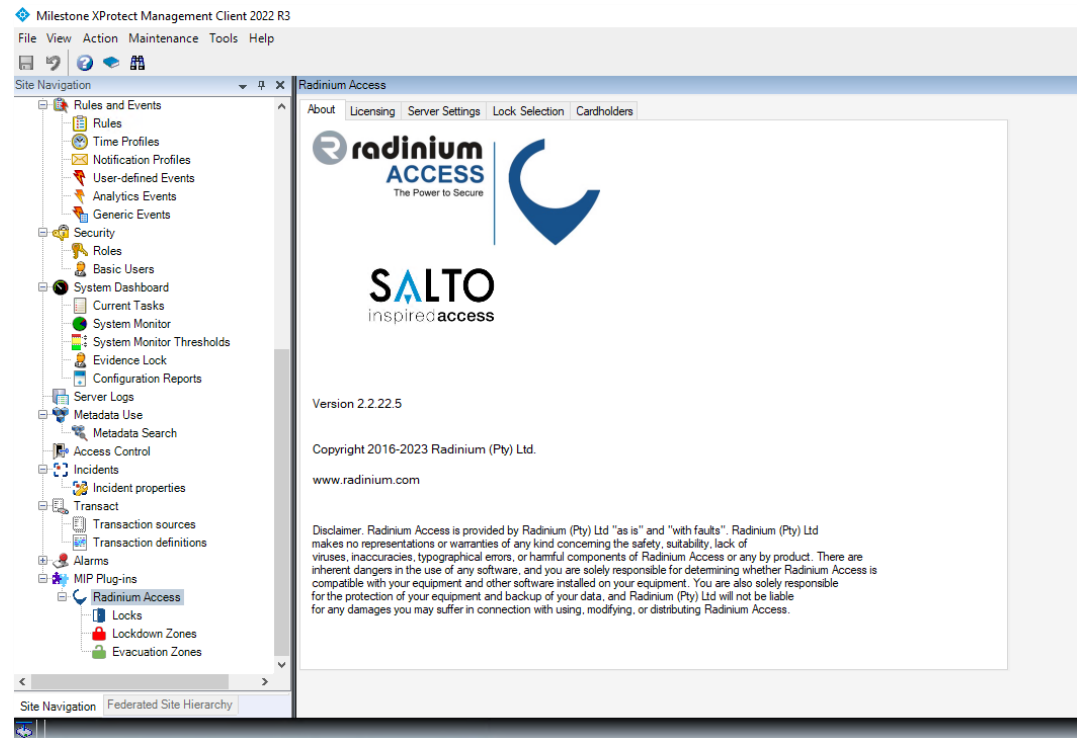 Milestone XProtect Management Client 2022 R3
File View Action Maintenance Tools Help
Site Navigation
Rules and Events
Rules
Time Profiles
Notification Profiles
User-defined Events
Analytics Events
Generic Events
Security
Roles
Basic Users
System Dashboard
Current Tasks
System Monitor
System Monitor Thresholds
Evidence Lock
Configuration Reports
Server Logs
Metadata Use
Metadata Search
Access Control
Incidents
Incident properties
Transact
Transaction sources
Transaction definitions
Alarms
MIP Plug-ins
Radinium Access
Locks
Lockdown Zones
Evacuation Zones
Site Navigation Federated Site Hierarchy
Radinium Access
About Licensing Server Settings Lock Selection Cardholders
radinium
ACCESS
The Power to Secure
SALTO
inspiredaccess
Version 2.2.22.5
Copyright 2016-2023 Radinium (Pty) Ltd.
www.radinium.com
Disclaimer. Radinium Access is provided by Radinium (Pty) Ltd "as is" and "with faults". Radinium (Pty) Ltd
makes no representations or warranties of any kind concerning the safety, suitability, lack of
viruses, inaccuracies, typographical errors, or harmful components of Radinium Access or any by product. There are
inherent dangers in the use of any software, and you are solely responsible for determining whether Radinium Access is
compatible with your equipment and other software installed on your equipment. You are also solely responsible
for the protection of your equipment and backup of your data, and Radinium (Pty) Ltd will not be liable
for any damages you may suffer in connection with using, modifying, or distributing Radinium Access.